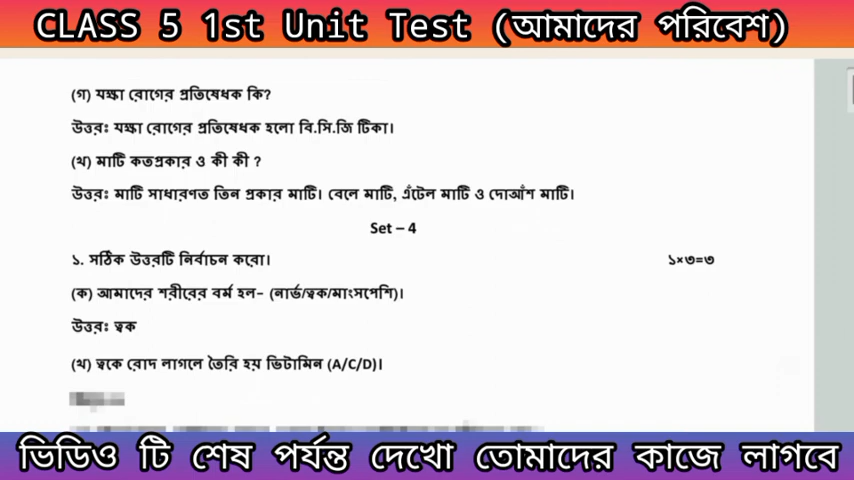 CLASS 5 1st Unit Test (আমাদের পরিবেশ)
(গ) যক্ষা রোগের প্রতিষেধক কি?
উত্তরঃ যক্ষা রোগের প্রতিষেধক হলো বি.সি.জি টিকা।
(খ) মাটি কতপ্রকার ও কী কী ?
উত্তরঃ মাটি সাধারণত তিন প্রকার মাটি। বেলে মাটি, এঁটেল মাটি ও দোআঁশ মাটি।
Set – 4
১. সঠিক উত্তরটি নির্বাচন করো। ১×৩=৩
(ক) আমাদের শরীরের বর্ম হল– (নার্ভ/ত্বক/মাংসপেশি)।
উত্তরঃ ত্বক
(খ) ত্বকে রোদ লাগলে তৈরি হয় ভিটামিন (A/C/D)।
ভিডিও টি শেষ পর্যন্ত দেখো তোমাদের কাজে লাগবে